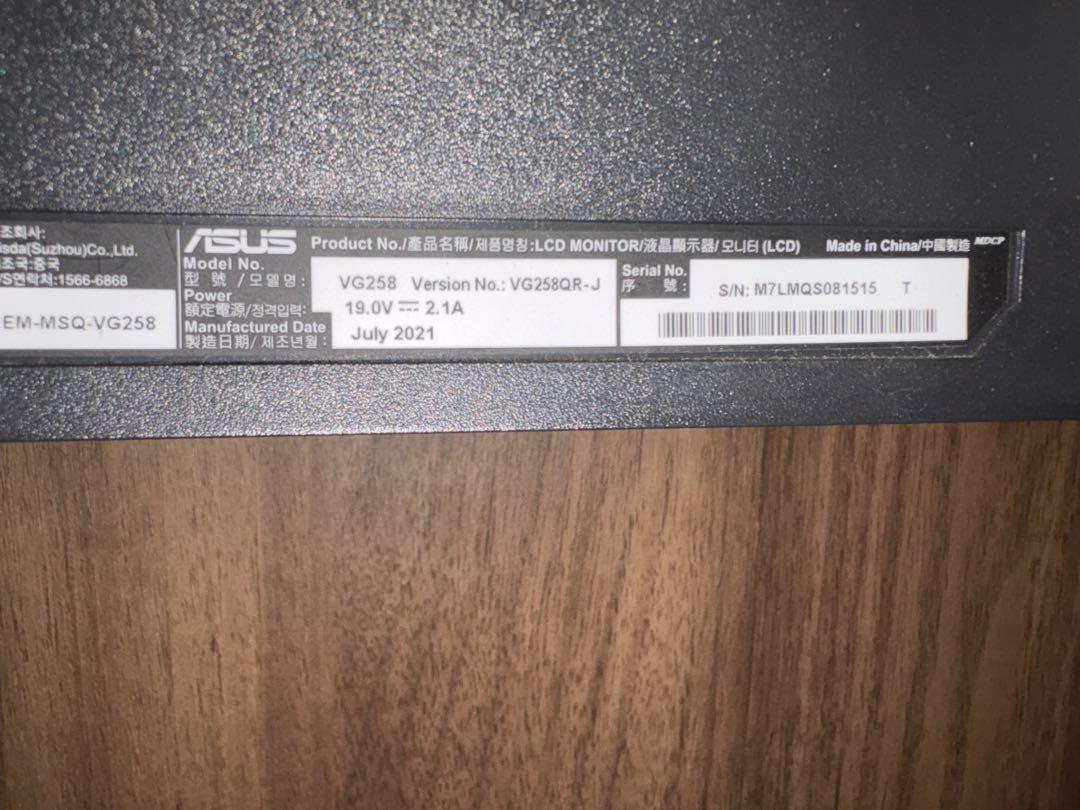 조회사:
isda(Suzhou)Co.,Ltd.
조국:중국
/S연락처:1566-6868
EM-MSQ-VG258
ASUS Product No./產品名稱/제품명칭:LCD MONITOR/液晶顯示器/모니터 (LCD) Made in China/中國製造 MDCP
Model No.
型 號 /모델명: VG258 Version No.: VG258QR-J
Power
額定電源/정격입력: 19.0V ⎓ 2.1A
Manufactured Date
製造日期/제조년월: July 2021
Serial No.
序 號: S/N: M7LMQS081515 T